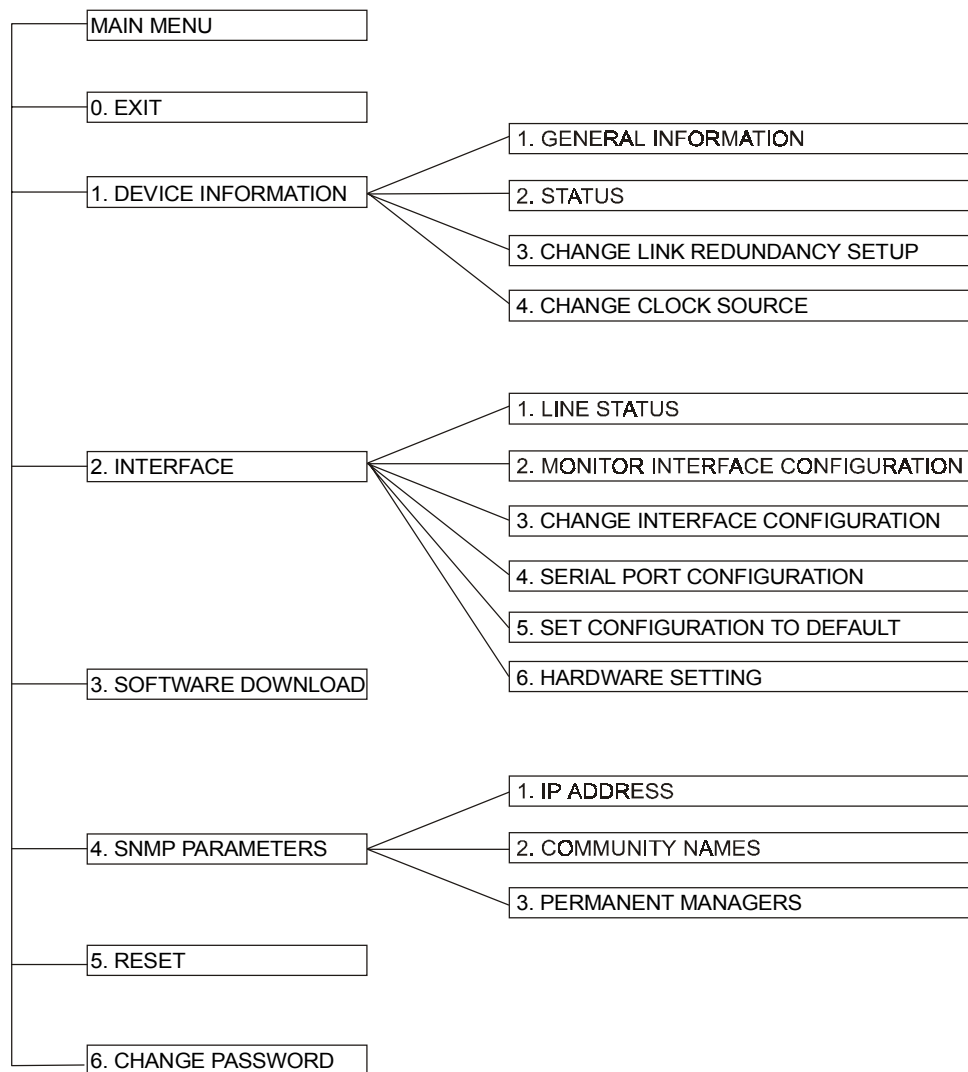 MAIN MENU
0. EXIT
1. DEVICE INFORMATION
1. GENERAL INFORMATION
2. STATUS
3. CHANGE LINK REDUNDANCY SETUP
4. CHANGE CLOCK SOURCE
2. INTERFACE
1. LINE STATUS
2. MONITOR INTERFACE CONFIGURATION
3. CHANGE INTERFACE CONFIGURATION
4. SERIAL PORT CONFIGURATION
5. SET CONFIGURATION TO DEFAULT
6. HARDWARE SETTING
3. SOFTWARE DOWNLOAD
4. SNMP PARAMETERS
1. IP ADDRESS
2. COMMUNITY NAMES
3. PERMANENT MANAGERS
5. RESET
6. CHANGE PASSWORD